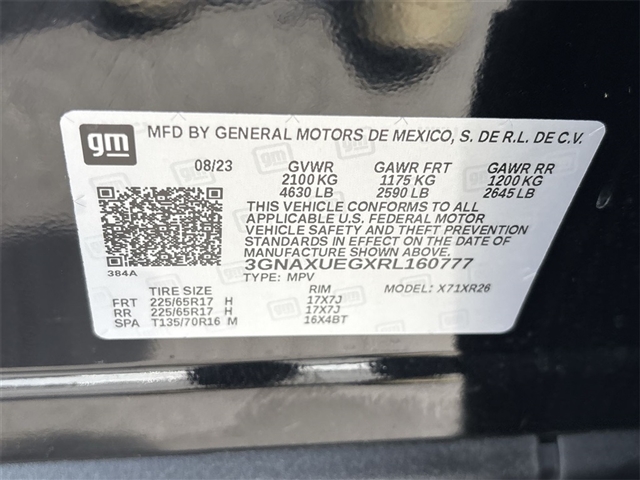 gm MFD BY GENERAL MOTORS DE MEXICO, S. DE R.L. DE C.V.
08/23 GVWR GAWR FRT GAWR RR
2100 KG 1175 KG 1200 KG
4630 LB 2590 LB 2645 LB
THIS VEHICLE CONFORMS TO ALL
APPLICABLE U.S. FEDERAL MOTOR
VEHICLE SAFETY AND THEFT PREVENTION
STANDARDS IN EFFECT ON THE DATE OF
MANUFACTURE SHOWN ABOVE.
3GNAXUEGXRL160777
384A
TYPE: MPV MODEL: X71XR26
TIRE SIZE RIM
FRT 225/65R17 H 17X7J
RR 225/65R17 H 17X7J
SPA T135/70R16 M 16X4BT